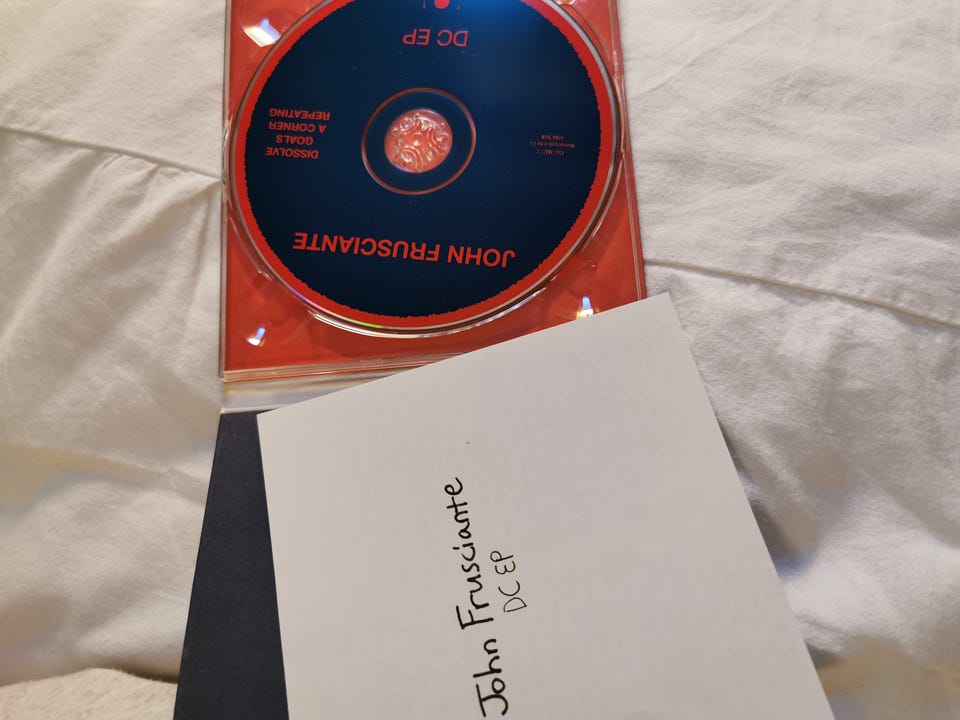 JOHN FRUSCIANTE
DISSOLVE
GOALS
A CORNER
REPEATING
DC EP
John Frusciante
DC EP